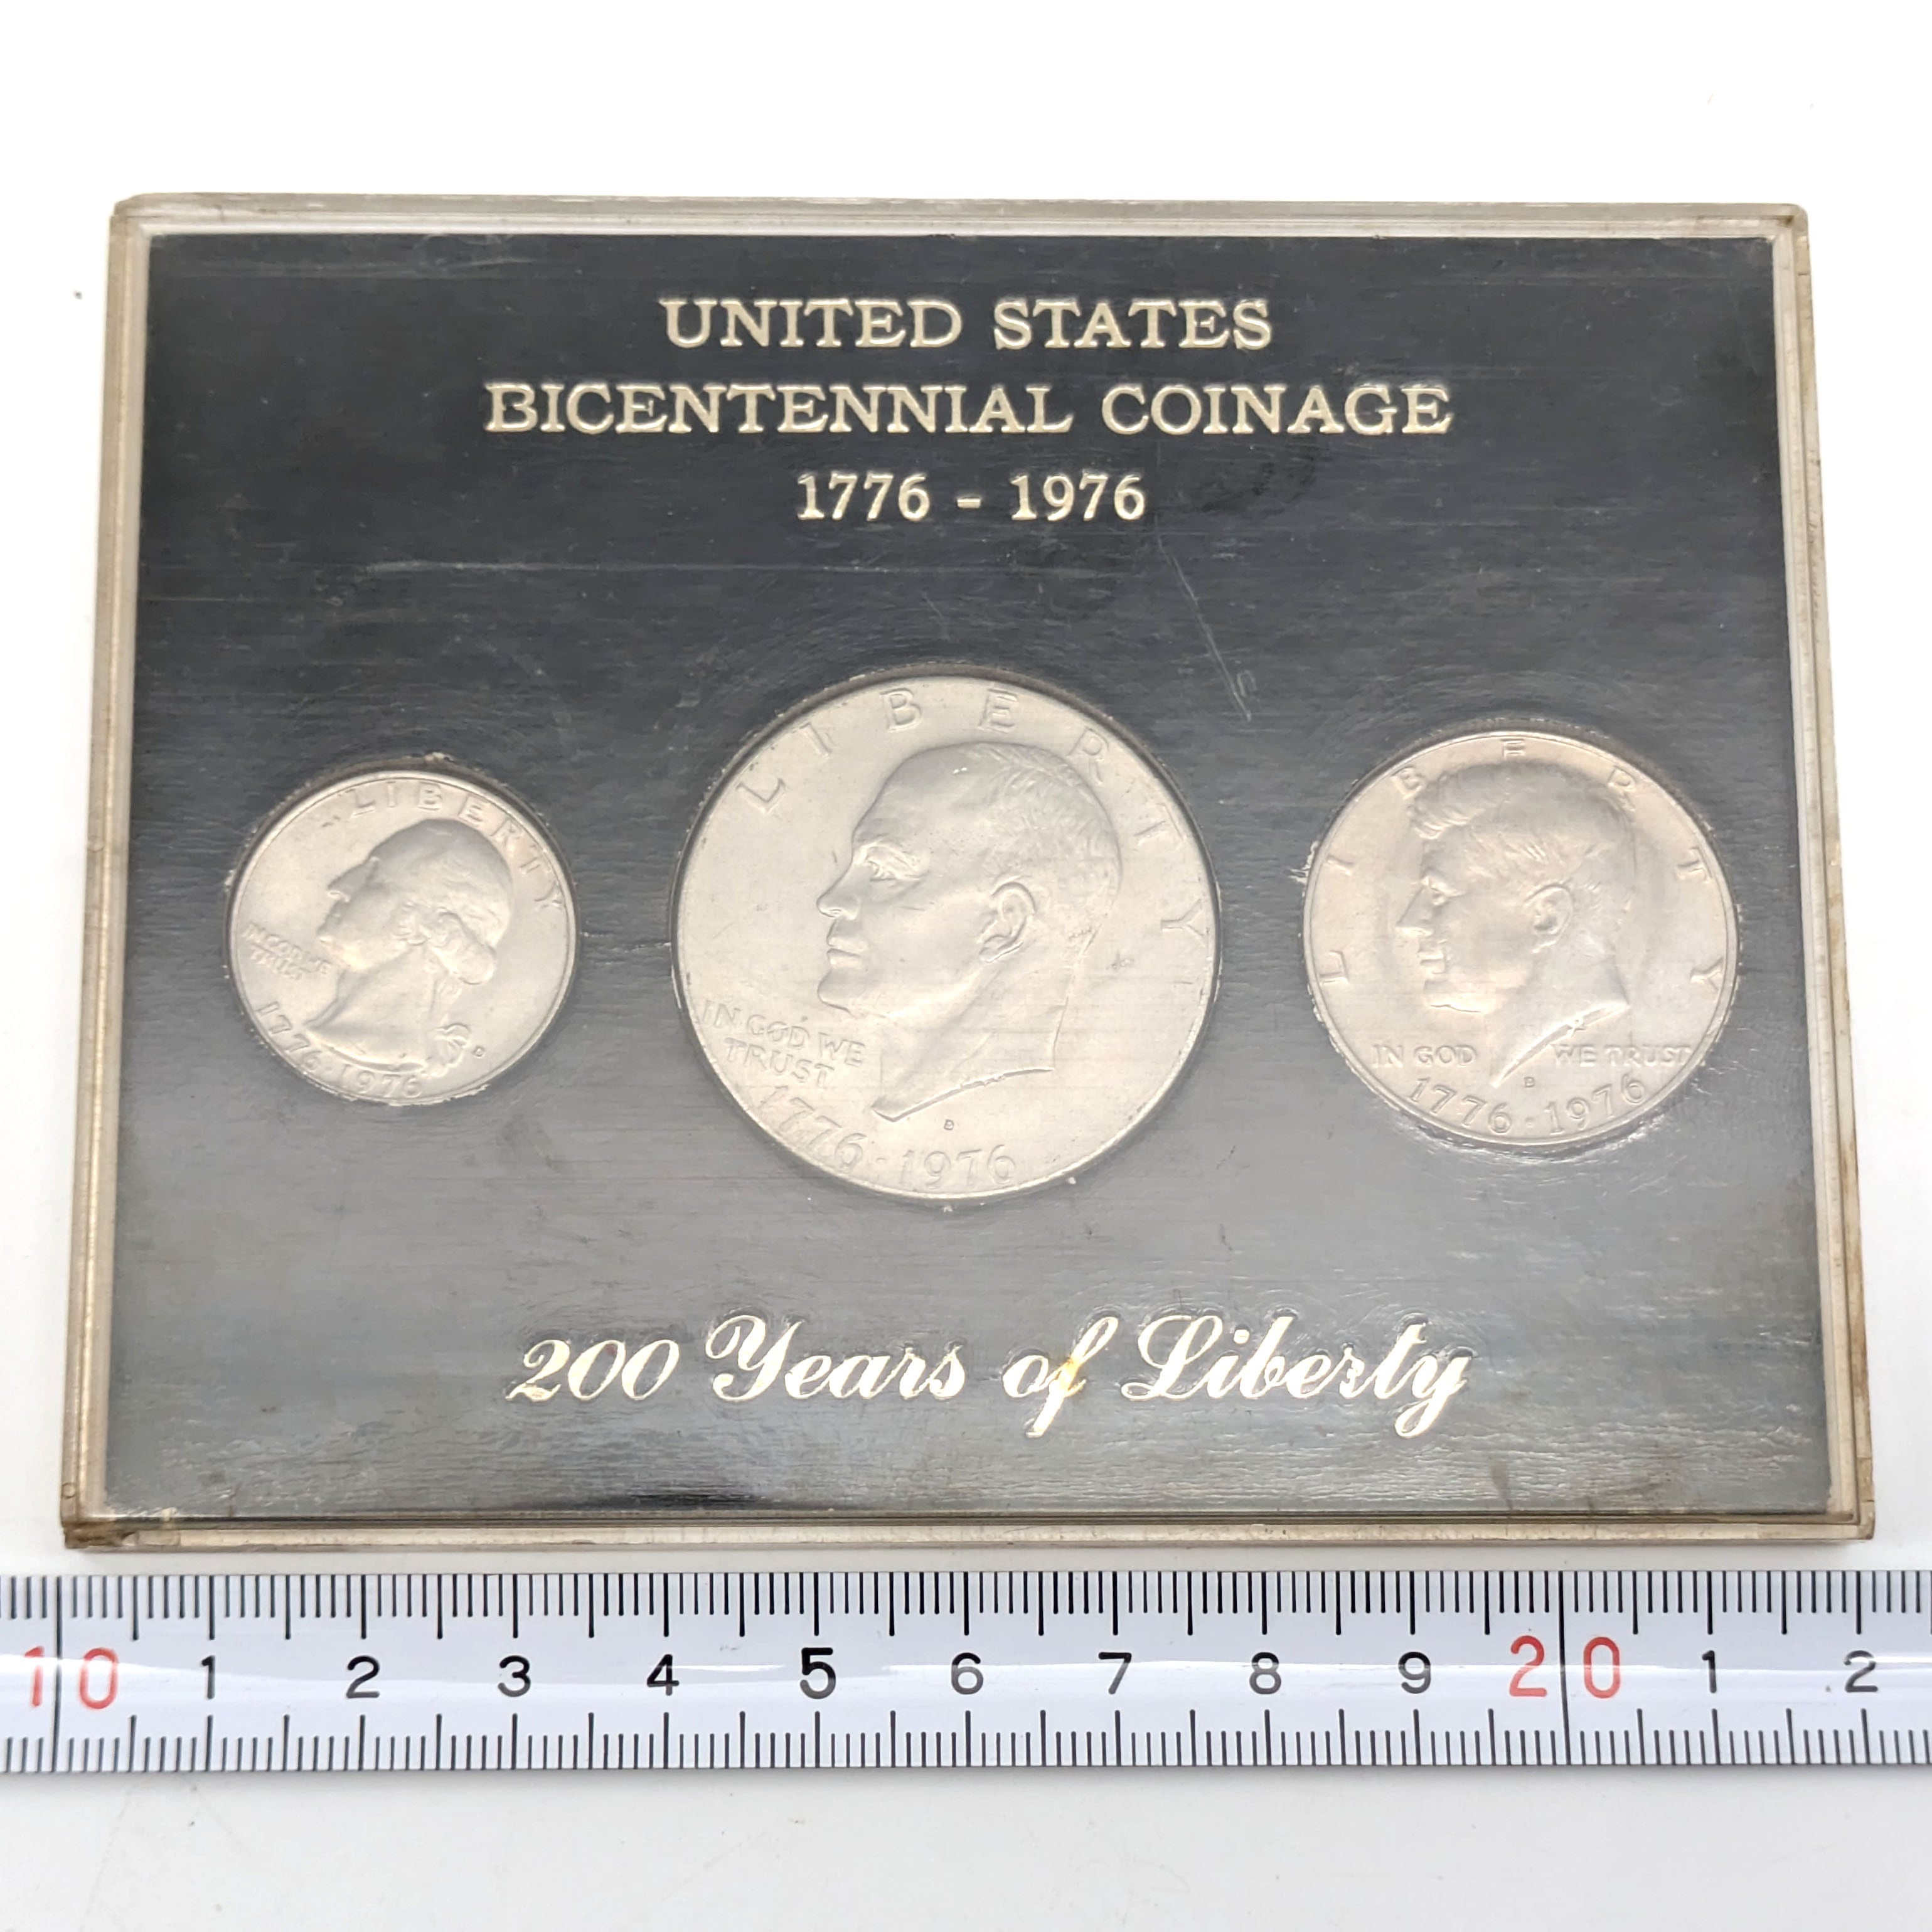 UNITED STATES
BICENTENNIAL COINAGE
1776 - 1976
LIBERTY
IN GOD WE
TRUST
1776·1976
D
LIBERTY
IN GOD WE
TRUST
D
1776·1976
LIBERTY
IN GOD WE TRUST
D
1776·1976
200 Years of Liberty
10 1 2 3 4 5 6 7 8 9 20 1 2